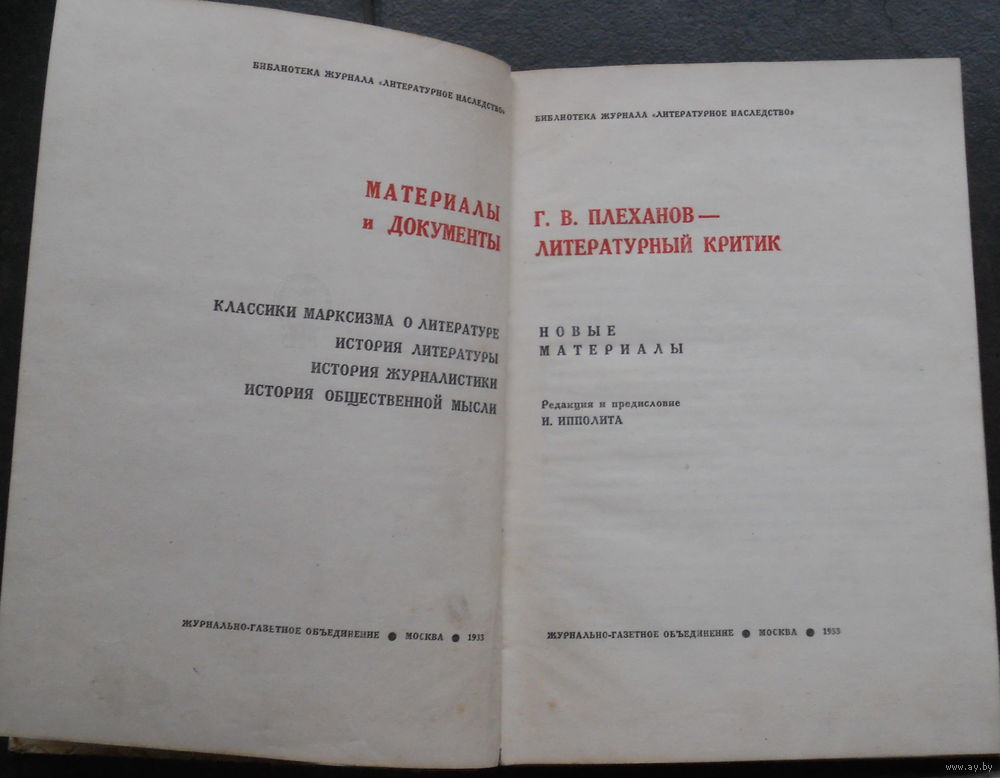 БИБЛИОТЕКА ЖУРНАЛА «ЛИТЕРАТУРНОЕ НАСЛЕДСТВО»
МАТЕРИАЛЫ
и ДОКУМЕНТЫ
КЛАССИКИ МАРКСИЗМА О ЛИТЕРАТУРЕ
ИСТОРИЯ ЛИТЕРАТУРЫ
ИСТОРИЯ ЖУРНАЛИСТИКИ
ИСТОРИЯ ОБЩЕСТВЕННОЙ МЫСЛИ
ЖУРНАЛЬНО-ГАЗЕТНОЕ ОБЪЕДИНЕНИЕ ● МОСКВА ● 1933
БИБЛИОТЕКА ЖУРНАЛА «ЛИТЕРАТУРНОЕ НАСЛЕДСТВО»
Г. В. ПЛЕХАНОВ—
ЛИТЕРАТУРНЫЙ КРИТИК
НОВЫЕ
МАТЕРИАЛЫ
Редакция и предисловие
И. ИППОЛИТА
ЖУРНАЛЬНО-ГАЗЕТНОЕ ОБЪЕДИНЕНИЕ ● МОСКВА ● 1933
www.ay.by